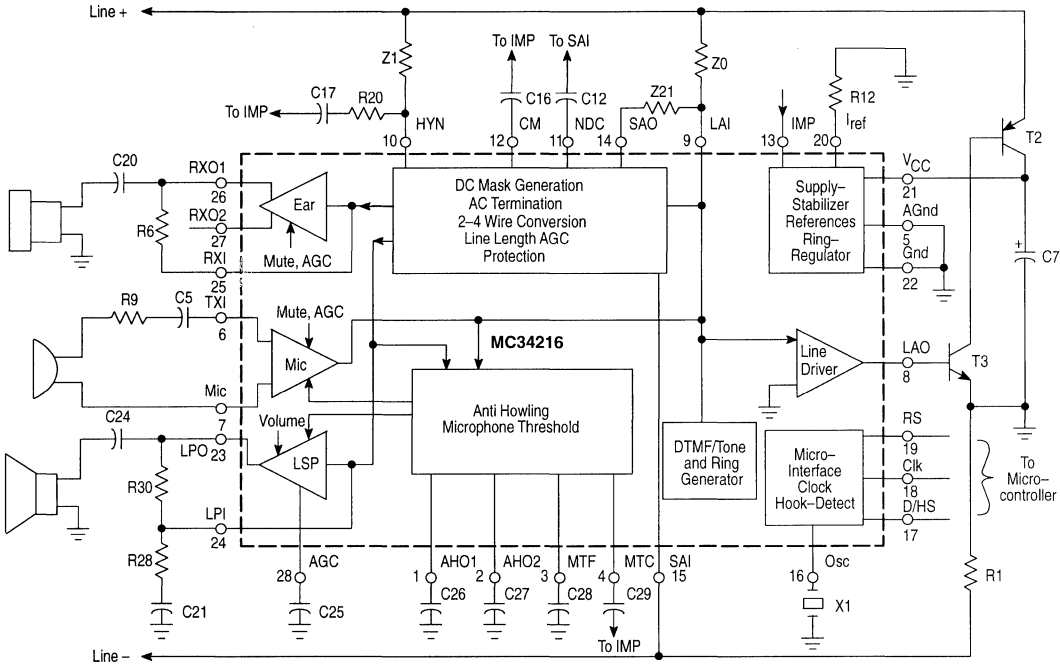 Line +
Z1
To IMP
To SAI
Z0
C17
R20
To IMP
C16
C12
Z21
R12
HYN
CM
NDC
SAO
LAI
IMP
Iref
10
12
11
14
9
13
20
T2
C20
RXO1
26
R6
RXO2
27
RXI
25
Ear
Mute, AGC
DC Mask Generation
AC Termination
2–4 Wire Conversion
Line Length AGC
Protection
Supply–
Stabilizer
References
Ring–
Regulator
VCC
21
AGnd
5
Gnd
22
C7
+
R9
C5
TXI
6
Mute, AGC
Mic
MC34216
Line
Driver
LAO
8
T3
Mic
7
Anti Howling
Microphone Threshold
C24
LPO
23
Volume
LSP
DTMF/Tone
and Ring
Generator
Micro–
Interface
Clock
Hook–Detect
RS
19
Clk
18
D/HS
17
To
Micro–
controller
R30
LPI
24
R28
AGC
28
AHO1
1
AHO2
2
MTF
3
MTC
4
SAI
15
Osc
16
R1
C21
C25
C26
C27
C28
C29
X1
To IMP
Line –